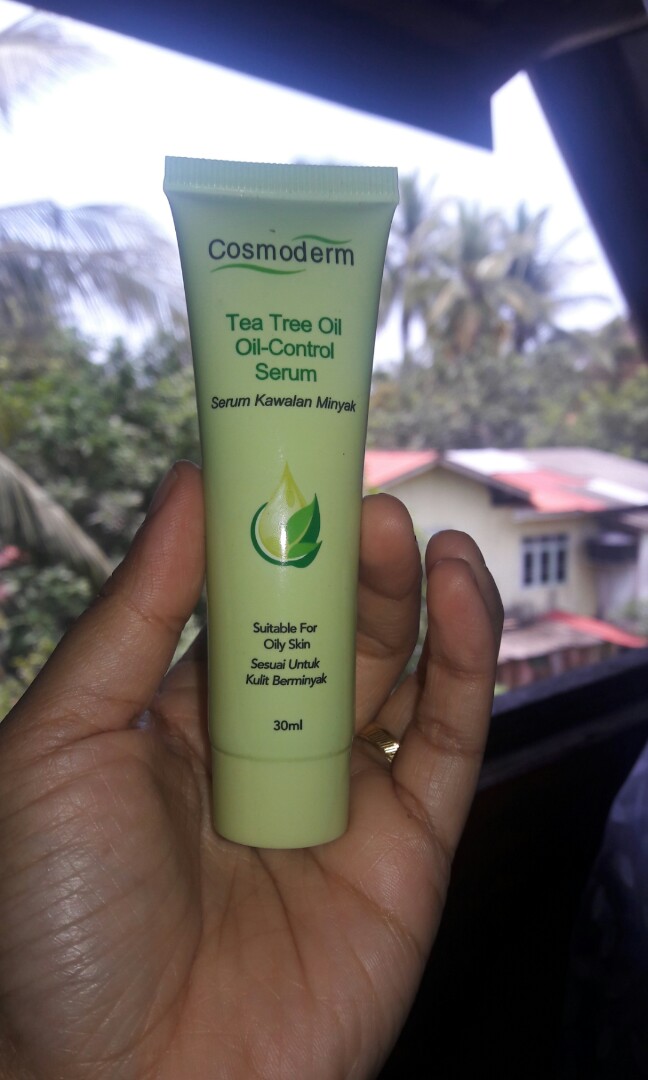 Cosmoderm
Tea Tree Oil
Oil-Control
Serum
Serum Kawalan Minyak
Suitable For
Oily Skin
Sesuai Untuk
Kulit Berminyak
30ml